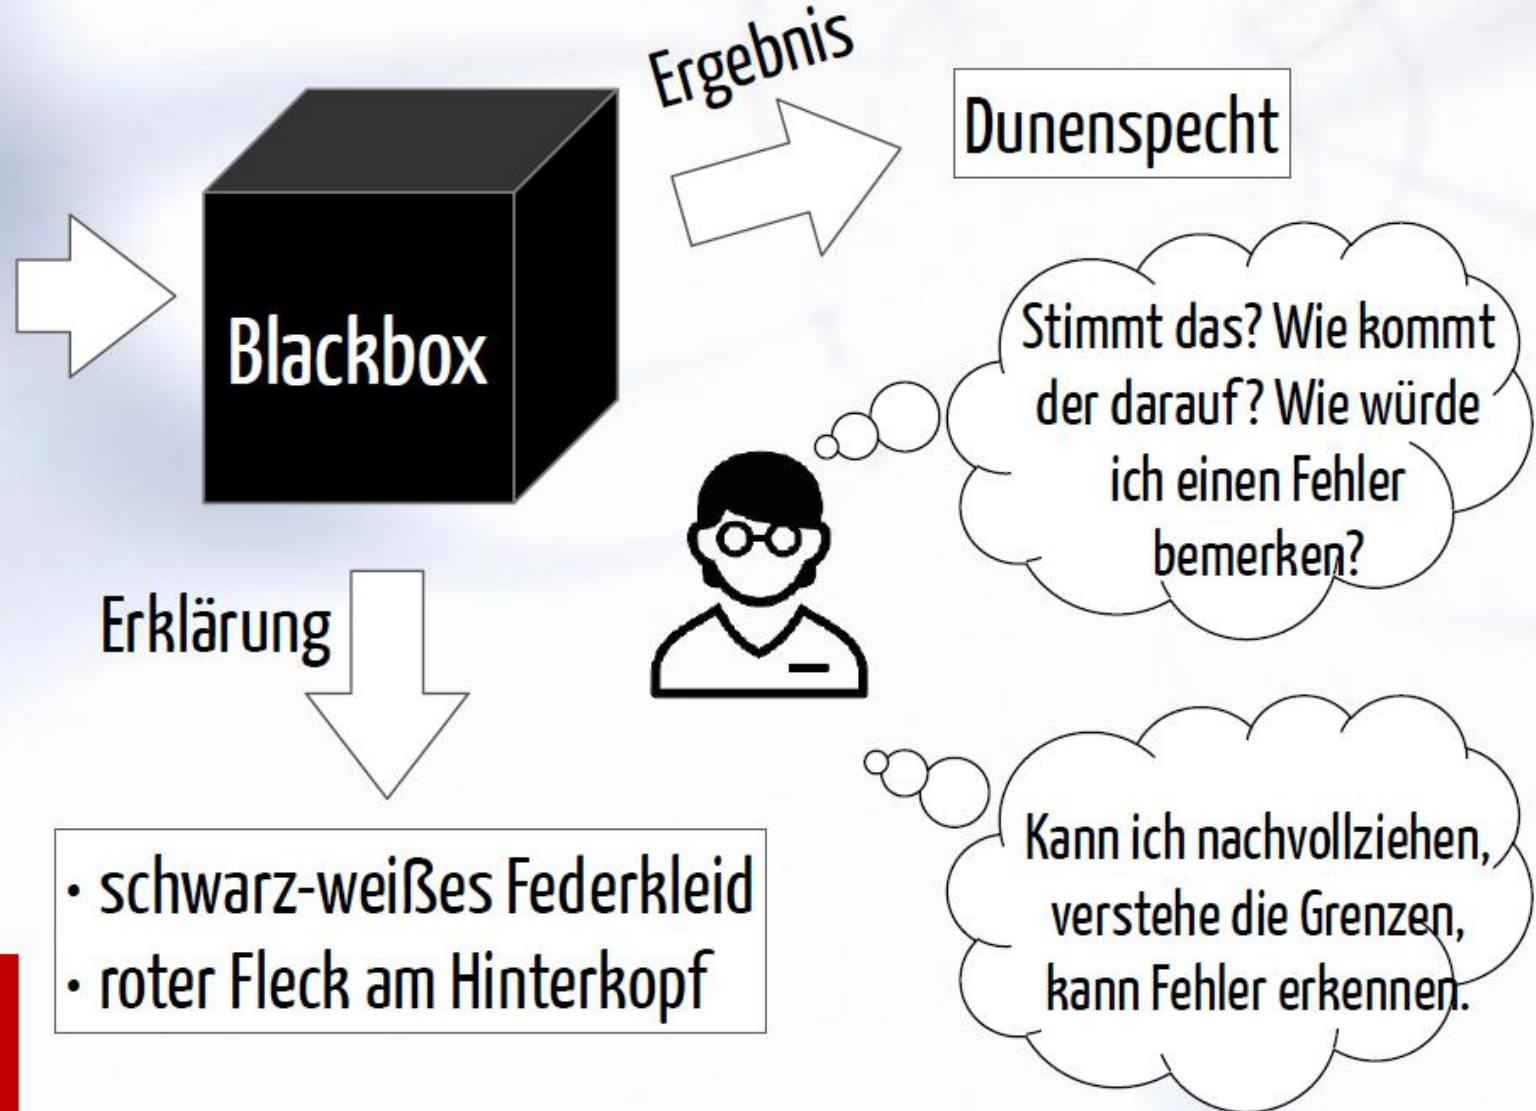 Ergebnis
Dunenspecht
Blackbox
Stimmt das? Wie kommt
der darauf? Wie würde
ich einen Fehler
bemerken?
Erklärung
• schwarz-weißes Federkleid
• roter Fleck am Hinterkopf
Kann ich nachvollziehen,
verstehe die Grenzen,
kann Fehler erkennen.